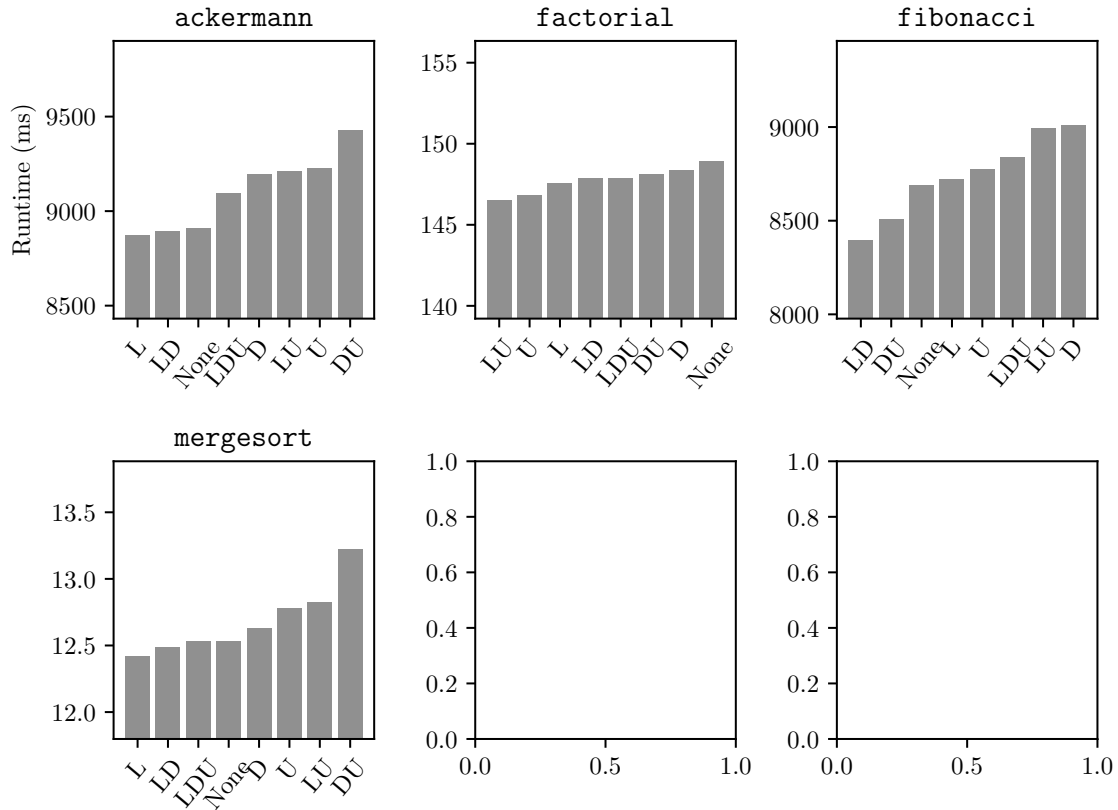 ackermann
factorial
fibonacci
Runtime (ms)
9500
9000
8500
L
LD
None
LDU
D
LU
U
DU
155
150
145
140
LU
U
L
LD
LDU
DU
D
None
9000
8500
8000
LD
DU
None
L
U
LDU
LU
D
mergesort
13.5
13.0
12.5
12.0
L
LD
LDU
None
D
U
LU
DU
1.0
0.8
0.6
0.4
0.2
0.0
0.0
0.5
1.0
1.0
0.8
0.6
0.4
0.2
0.0
0.0
0.5
1.0